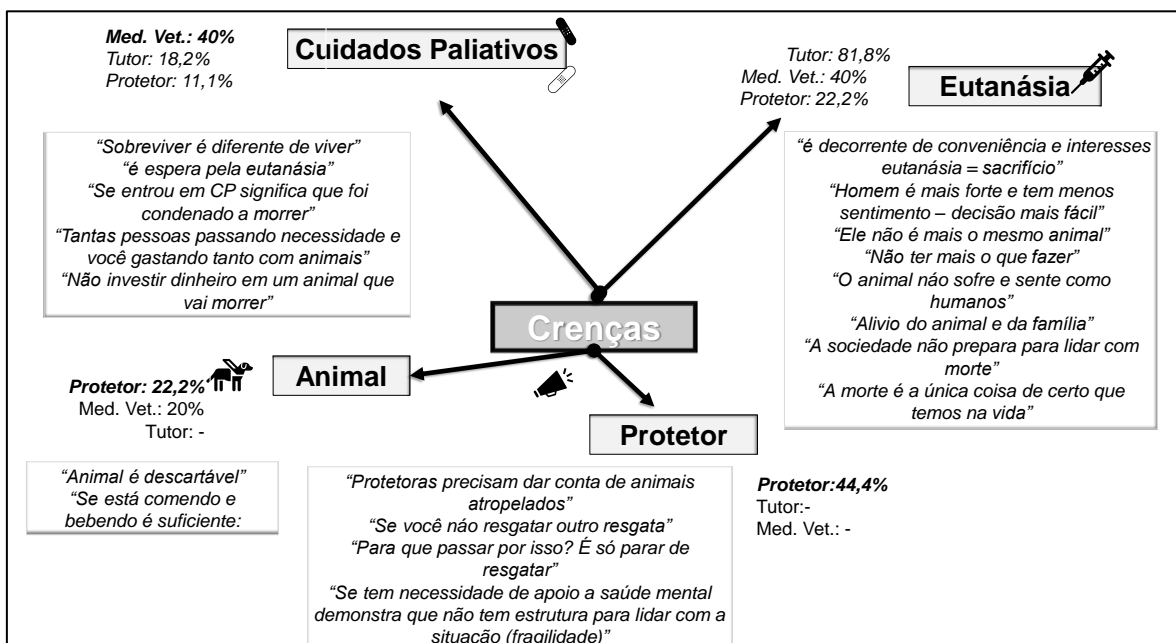 Med. Vet.: 40%
Tutor: 18,2%
Protetor: 11,1%
Cuidados Paliativos
Tutor: 81,8%
Med. Vet.: 40%
Protetor: 22,2%
Eutanásia
“Sobreviver é diferente de viver”
“é espera pela eutanásia”
“Se entrou em CP significa que foi
condenado a morrer”
“Tantas pessoas passando necessidade e
você gastando tanto com animais”
“Não investir dinheiro em um animal que
vai morrer”
“é decorrente de conveniência e interesses
eutanásia = sacrifício”
“Homem é mais forte e tem menos
sentimento – decisão mais fácil”
“Ele não é mais o mesmo animal”
“Não ter mais o que fazer”
“O animal náo sofre e sente como
humanos”
“Alivio do animal e da família”
“A sociedade não prepara para lidar com
morte”
“A morte é a única coisa de certo que
temos na vida”
Crenças
Animal
Protetor: 22,2%
Med. Vet.: 20%
Tutor: -
“Animal é descartável”
“Se está comendo e
bebendo é suficiente:
Protetor
“Protetoras precisam dar conta de animais
atropelados”
“Se você náo resgatar outro resgata”
“Para que passar por isso? É só parar de
resgatar”
“Se tem necessidade de apoio a saúde mental
demonstra que não tem estrutura para lidar com a
situação (fragilidade)”
Protetor:44,4%
Tutor:-
Med. Vet.: -